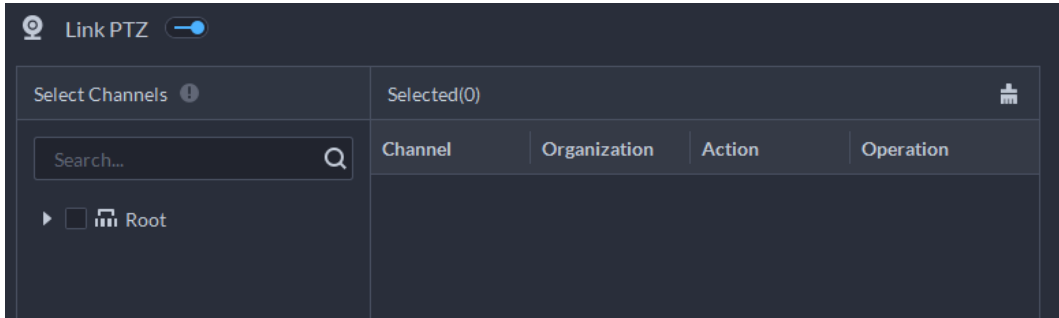 Link PTZ
Select Channels
Selected(0)
Search...
Channel Organization Action Operation
Root